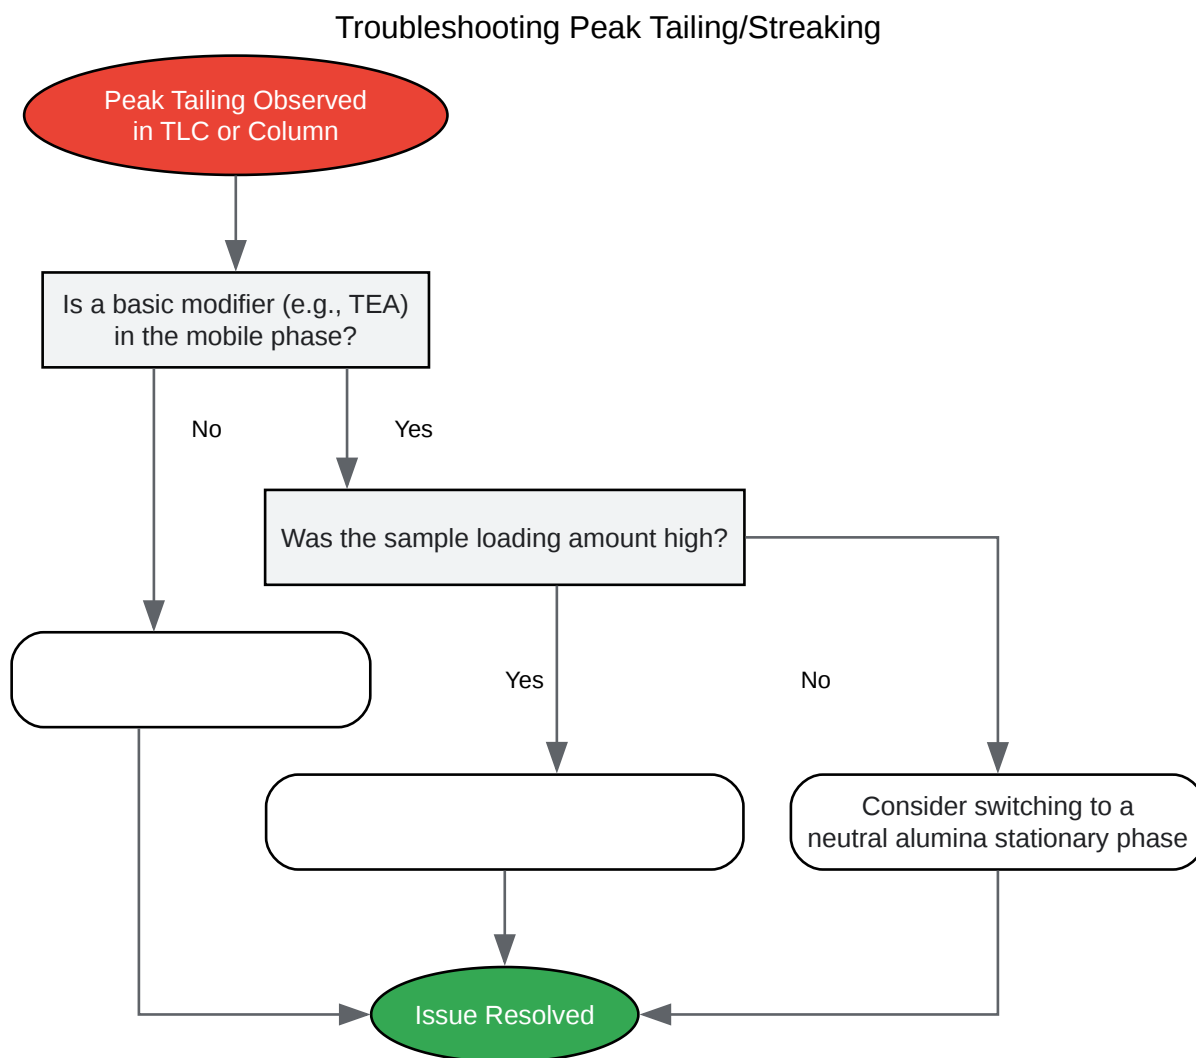 Troubleshooting Peak Tailing/Streaking
Peak Tailing Observed
in TLC or Column
Is a basic modifier (e.g., TEA)
in the mobile phase?
No
Yes
Was the sample loading amount high?
Yes
No
Consider switching to a
neutral alumina stationary phase
Issue Resolved